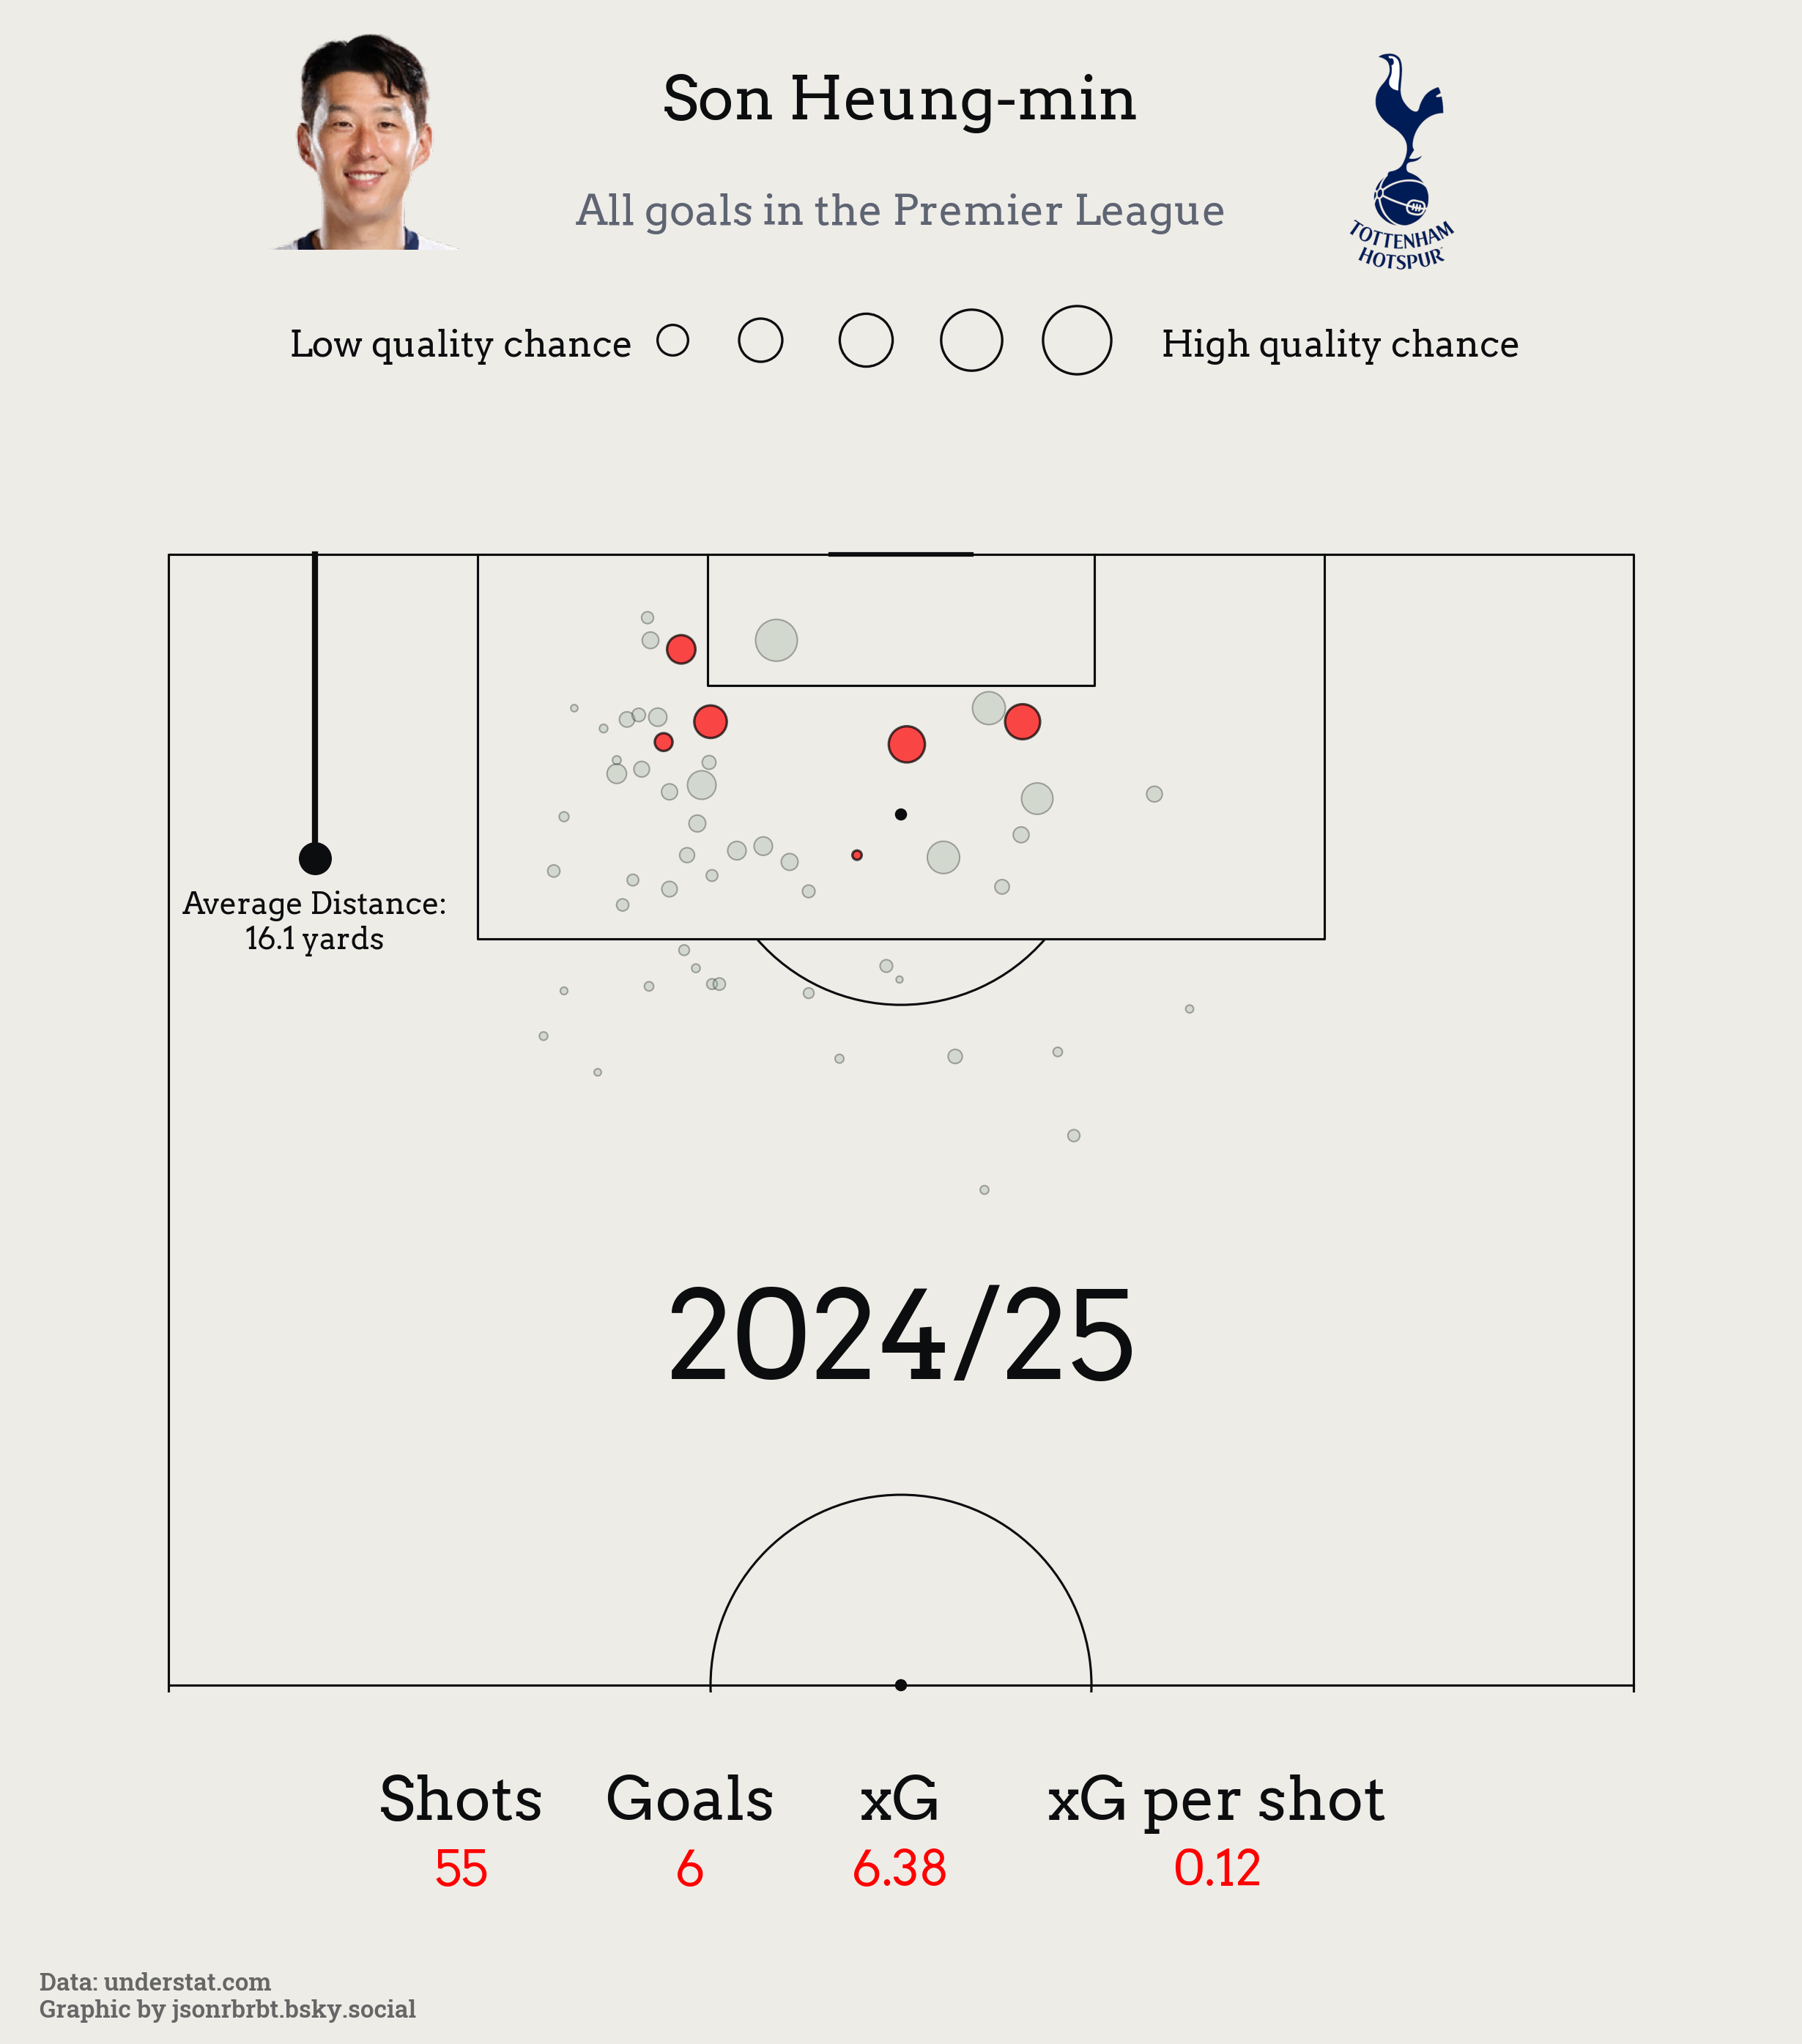 Son Heung-min
All goals in the Premier League
TOTTENHAM
HOTSPUR
Low quality chance
High quality chance
Average Distance:
16.1 yards
2024/25
Shots Goals xG xG per shot
55 6 6.38 0.12
Data: understat.com
Graphic by jsonrbrbt.bsky.social